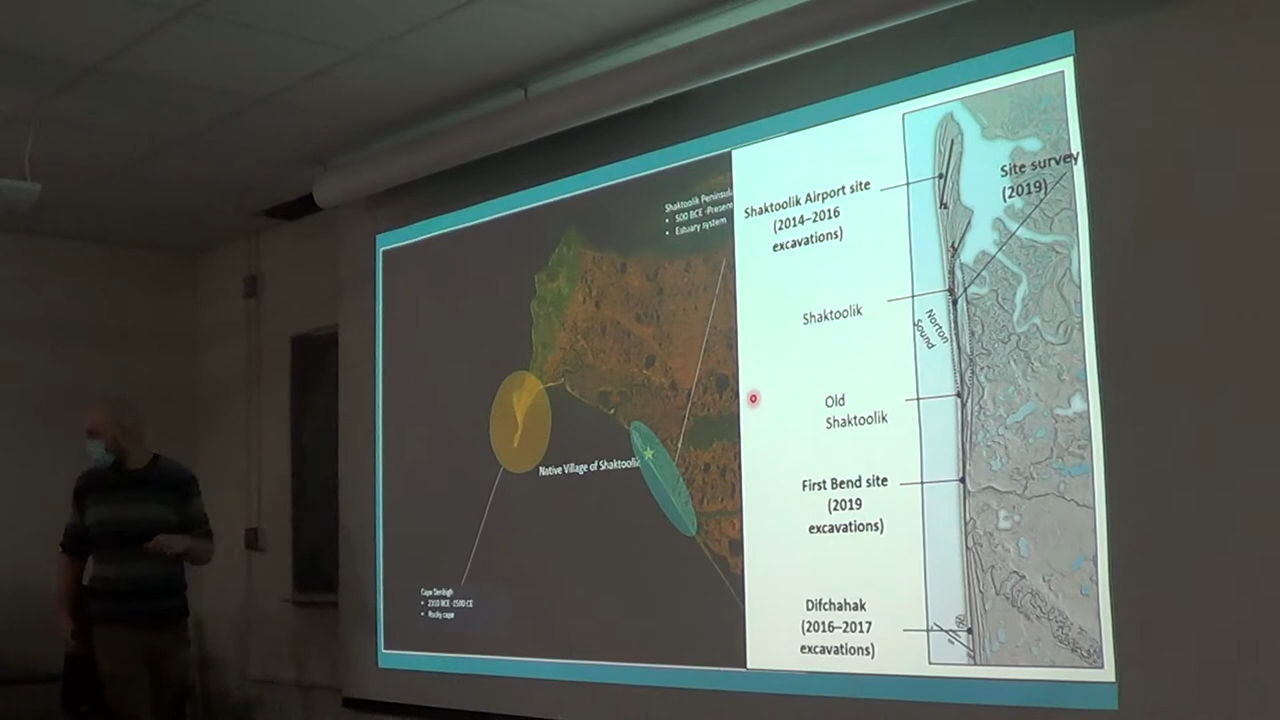 Shaktoolik Peninsul
• 500 BCE -Present
• Estuary system
Native Village of Shaktoolik
Cape Denbigh
• 2310 BCE -1500 CE
• Rocky cape
Shaktoolik Airport site
(2014–2016
excavations)
Site survey
(2019)
Shaktoolik
Norton
Sound
Old
Shaktoolik
First Bend site
(2019
excavations)
Difchahak
(2016–2017
excavations)